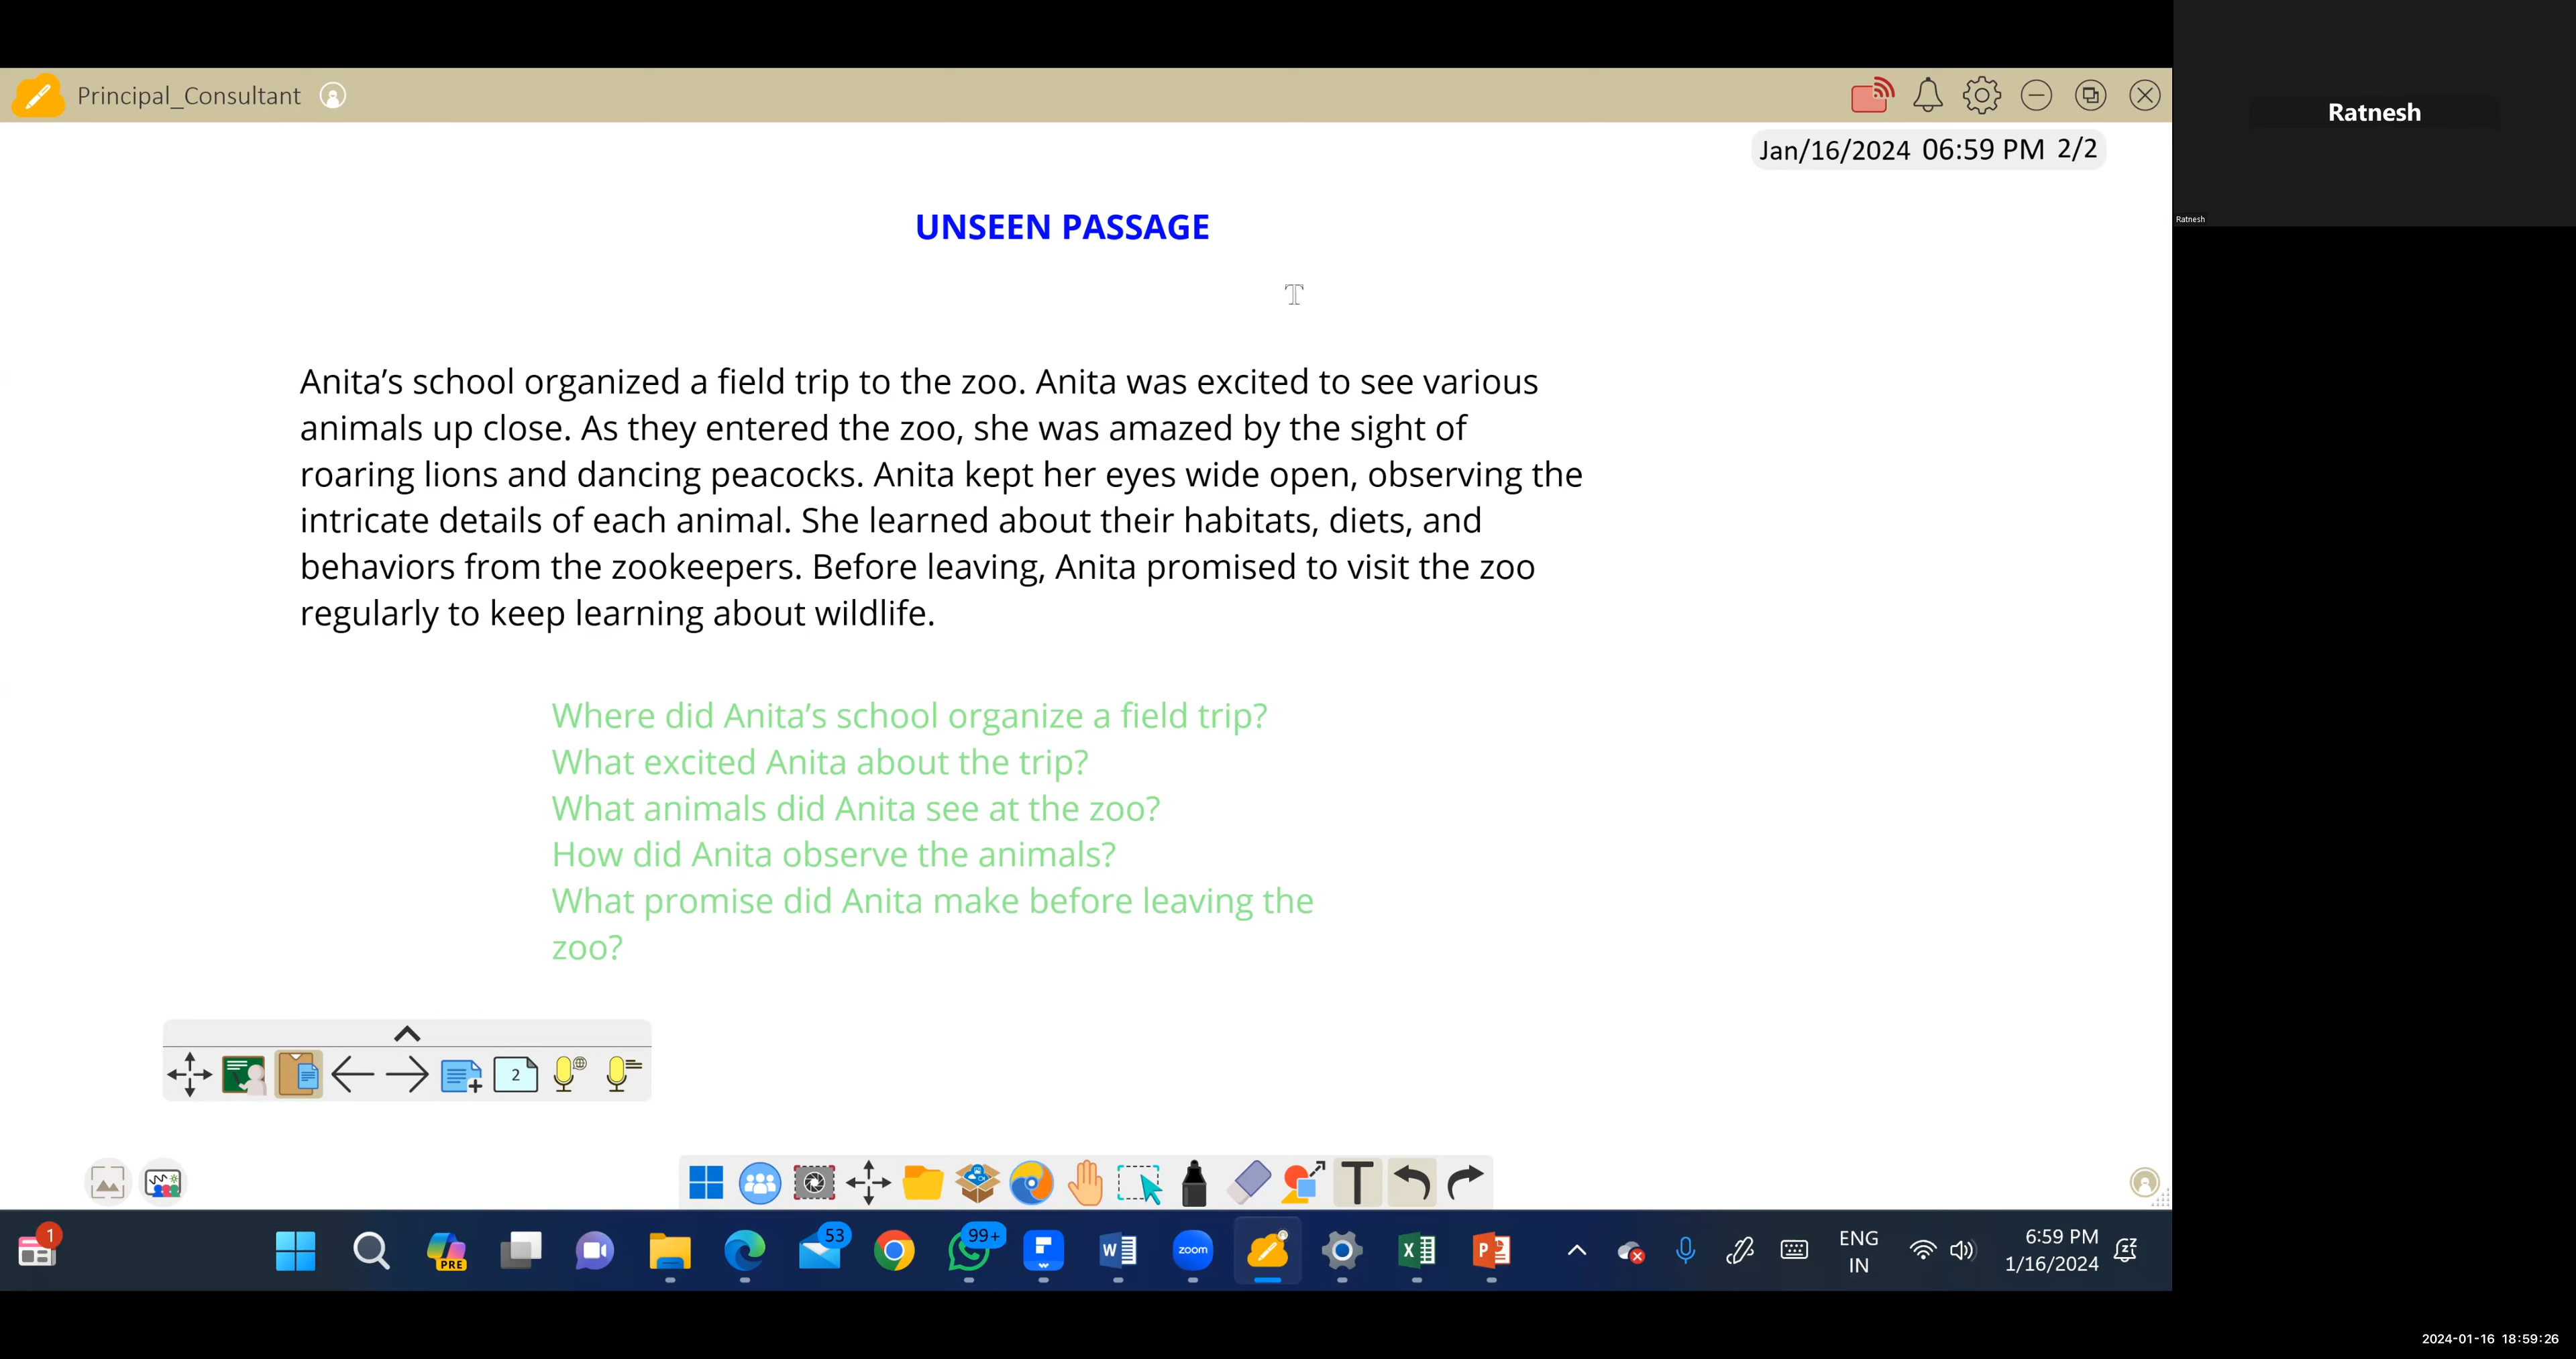 Principal_Consultant
Ratnesh
Jan/16/2024 06:59 PM 2/2
Ratnesh
UNSEEN PASSAGE
Anita’s school organized a field trip to the zoo. Anita was excited to see various
animals up close. As they entered the zoo, she was amazed by the sight of
roaring lions and dancing peacocks. Anita kept her eyes wide open, observing the
intricate details of each animal. She learned about their habitats, diets, and
behaviors from the zookeepers. Before leaving, Anita promised to visit the zoo
regularly to keep learning about wildlife.
Where did Anita’s school organize a field trip?
What excited Anita about the trip?
What animals did Anita see at the zoo?
How did Anita observe the animals?
What promise did Anita make before leaving the
zoo?
2
T
1
PRE
53
99+
W
zoom
X
P
ENG
IN
6:59 PM
1/16/2024
2024-01-16 18:59:26